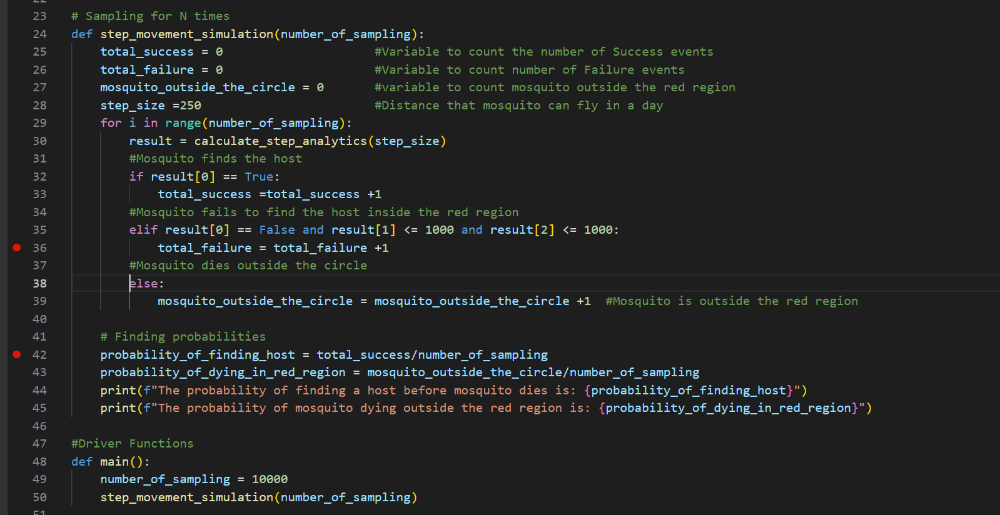 22
23 # Sampling for N times
24 def step_movement_simulation(number_of_sampling):
25     total_success = 0                     #Variable to count the number of Success events
26     total_failure = 0                     #Variable to count number of Failure events
27     mosquito_outside_the_circle = 0       #variable to count mosquito outside the red region
28     step_size =250                        #Distance that mosquito can fly in a day
29     for i in range(number_of_sampling):
30         result = calculate_step_analytics(step_size)
31         #Mosquito finds the host
32         if result[0] == True:
33             total_success =total_success +1
34         #Mosquito fails to find the host inside the red region
35         elif result[0] == False and result[1] <= 1000 and result[2] <= 1000:
36             total_failure = total_failure +1
37         #Mosquito dies outside the circle
38         else:
39             mosquito_outside_the_circle = mosquito_outside_the_circle +1  #Mosquito is outside the red region
40
41     # Finding probabilities
42     probability_of_finding_host = total_success/number_of_sampling
43     probability_of_dying_in_red_region = mosquito_outside_the_circle/number_of_sampling
44     print(f"The probability of finding a host before mosquito dies is: {probability_of_finding_host}")
45     print(f"The probability of mosquito dying outside the red region is: {probability_of_dying_in_red_region}")
46
47 #Driver Functions
48 def main():
49     number_of_sampling = 10000
50     step_movement_simulation(number_of_sampling)
51